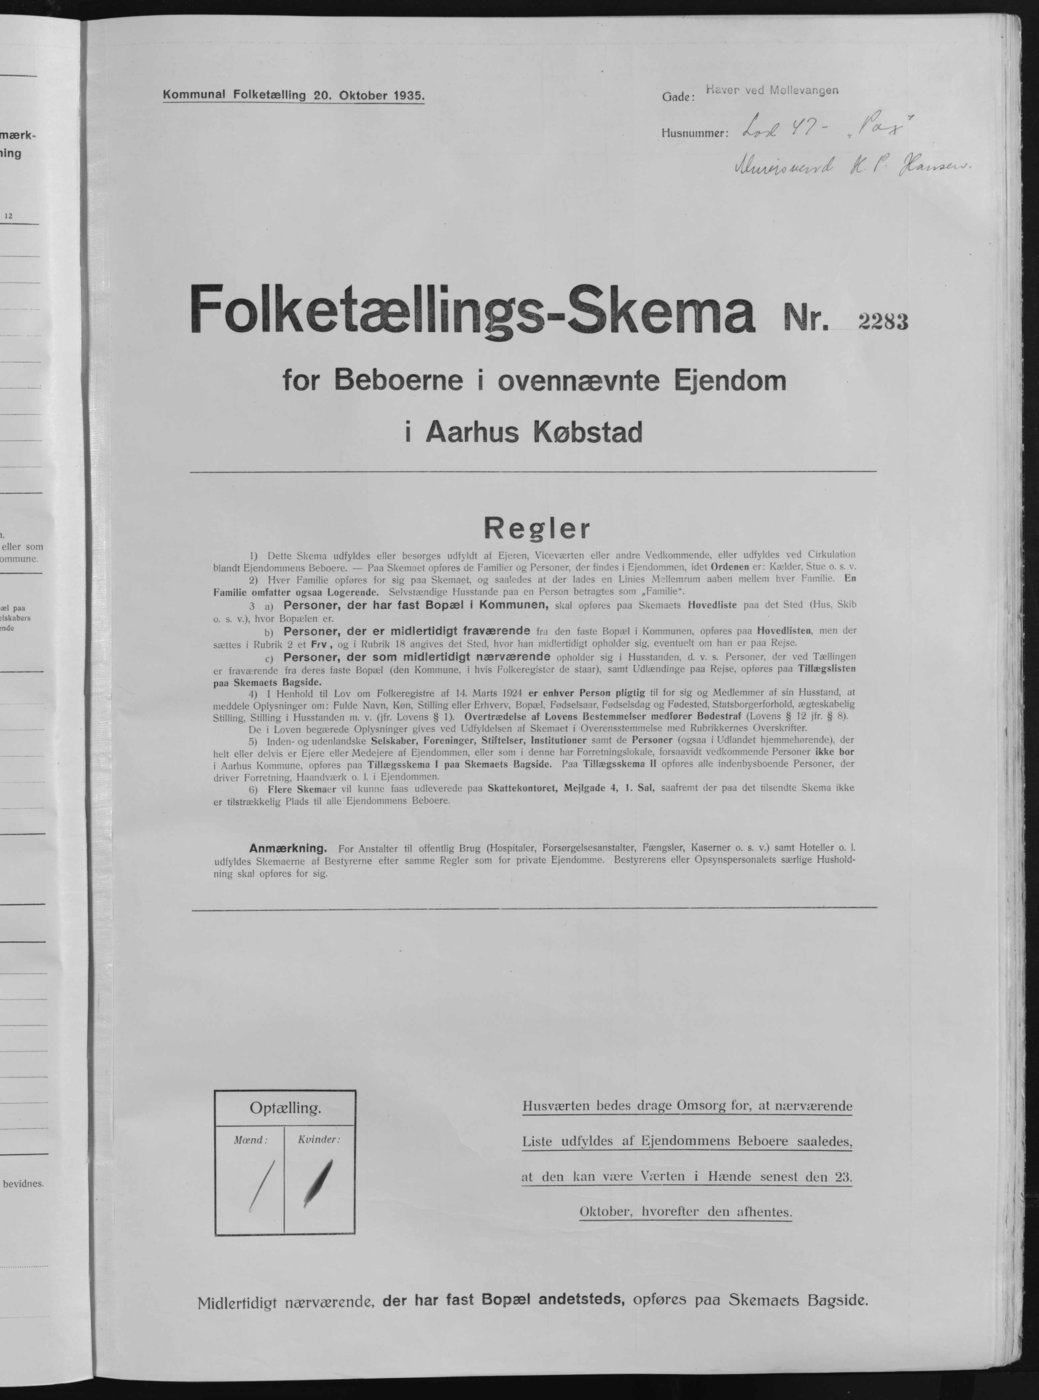 mærk-
ning
12
eller som
ommune.
æl paa
elskabers
ende
bevidnes.
Kommunal Folketælling 20. Oktober 1935.
Gade: Haver ved Møllevangen
Husnummer: Lod 47 - "Pax"
Murersvend H. P. Hansen.
Folketællings-Skema Nr. 2283
for Beboerne i ovennævnte Ejendom
i Aarhus Købstad
Regler
1) Dette Skema udfyldes eller besørges udfyldt af Ejeren, Viceværten eller andre Vedkommende, eller udfyldes ved Cirkulation
blandt Ejendommens Beboere. — Paa Skemaet opføres de Familier og Personer, der findes i Ejendommen, idet Ordenen er: Kælder, Stue o. s. v.
2) Hver Familie opføres for sig paa Skemaet, og saaledes at der lades en Linies Mellemrum aaben mellem hver Familie. En
Familie omfatter ogsaa Logerende. Selvstændige Husstande paa en Person betragtes som „Familie“.
3 a) Personer, der har fast Bopæl i Kommunen, skal opføres paa Skemaets Hovedliste paa det Sted (Hus, Skib
o. s. v.), hvor Bopælen er.
b) Personer, der er midlertidigt fraværende fra den faste Bopæl i Kommunen, opføres paa Hovedlisten, men der
sættes i Rubrik 2 et Frv, og i Rubrik 18 angives det Sted, hvor han midlertidigt opholder sig, eventuelt om han er paa Rejse.
c) Personer, der som midlertidigt nærværende opholder sig i Husstanden, d. v. s. Personer, der ved Tællingen
er fraværende fra deres faste Bopæl (den Kommune, i hvis Folkeregister de staar), samt Udlændinge paa Rejse, opføres paa Tillægslisten
paa Skemaets Bagside.
4) I Henhold til Lov om Folkeregistre af 14. Marts 1924 er enhver Person pligtig til for sig og Medlemmer af sin Husstand, at
meddele Oplysninger om: Fulde Navn, Køn, Stilling eller Erhverv, Bopæl, Fødselsaar, Fødselsdag og Fødested, Statsborgerforhold, ægteskabelig
Stilling, Stilling i Husstanden m. v. (jfr. Lovens § 1). Overtrædelse af Lovens Bestemmelser medfører Bødestraf (Lovens § 12 jfr. § 8).
De i Loven begærede Oplysninger gives ved Udfyldelsen af Skemaet i Overensstemmelse med Rubrikkernes Overskrifter.
5) Inden- og udenlandske Selskaber, Foreninger, Stiftelser, Institutioner samt de Personer (ogsaa i Udlandet hjemmehørende), der
helt eller delvis er Ejere eller Medejere af Ejendommen, eller som i denne har Forretningslokale, forsaavidt vedkommende Personer ikke bor
i Aarhus Kommune, opføres paa Tillægsskema I paa Skemaets Bagside. Paa Tillægsskema II opføres alle indenbysboende Personer, der
driver Forretning, Haandværk o. l. i Ejendommen.
6) Flere Skemaer vil kunne faas udleverede paa Skattekontoret, Mejlgade 4, 1. Sal, saafremt der paa det tilsendte Skema ikke
er tilstrækkelig Plads til alle Ejendommens Beboere.
Anmærkning. For Anstalter til offentlig Brug (Hospitaler, Forsørgelsesanstalter, Fængsler, Kaserner o. s. v.) samt Hoteller o. l.
udfyldes Skemaerne af Bestyrerne efter samme Regler som for private Ejendomme. Bestyrerens eller Opsynspersonalets særlige Hushold-
ning skal opføres for sig.
Optælling.
Mænd: Kvinder:
1 1
Husværten bedes drage Omsorg for, at nærværende
Liste udfyldes af Ejendommens Beboere saaledes,
at den kan være Værten i Hænde senest den 23.
Oktober, hvorefter den afhentes.
Midlertidigt nærværende, der har fast Bopæl andetsteds, opføres paa Skemaets Bagside.